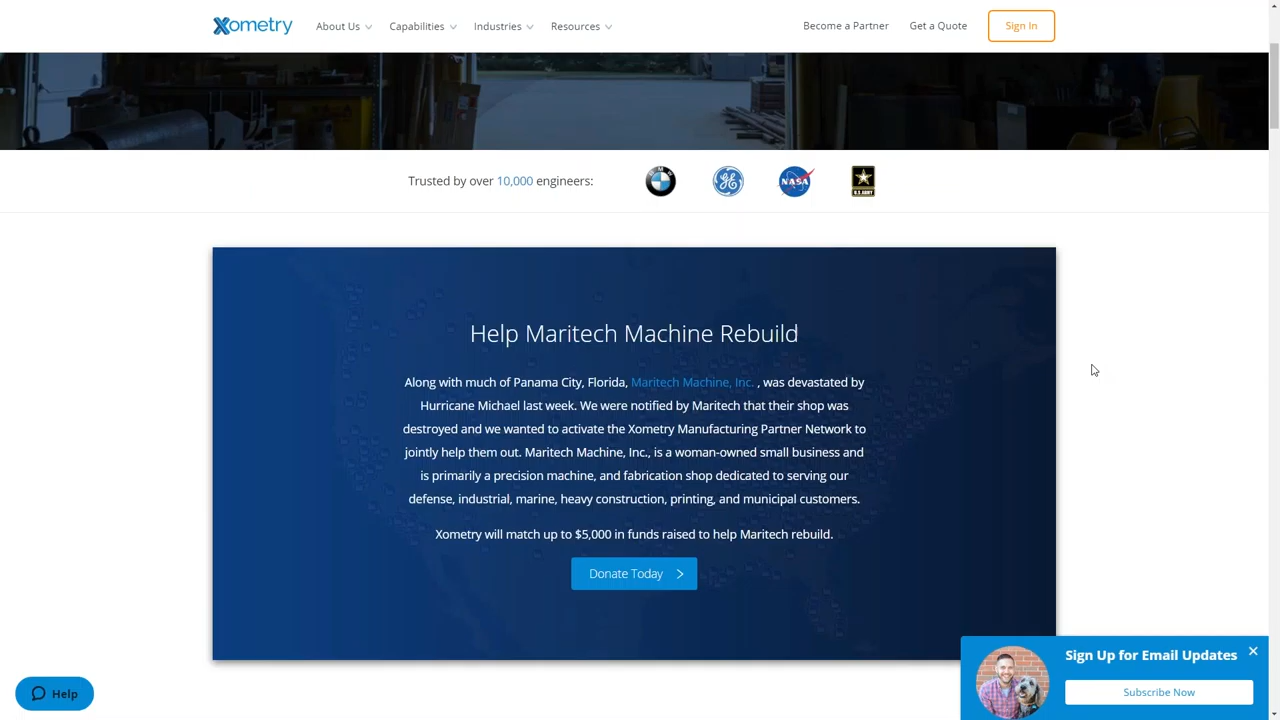 Xometry
About Us
Capabilities
Industries
Resources
Become a Partner
Get a Quote
Sign In
Trusted by over 10,000 engineers:
BMW
GE
NASA
U.S. ARMY
Help Maritech Machine Rebuild
Along with much of Panama City, Florida, Maritech Machine, Inc. , was devastated by
Hurricane Michael last week. We were notified by Maritech that their shop was
destroyed and we wanted to activate the Xometry Manufacturing Partner Network to
jointly help them out. Maritech Machine, Inc., is a woman-owned small business and
is primarily a precision machine, and fabrication shop dedicated to serving our
defense, industrial, marine, heavy construction, printing, and municipal customers.
Xometry will match up to $5,000 in funds raised to help Maritech rebuild.
Donate Today
Sign Up for Email Updates
Subscribe Now
Help